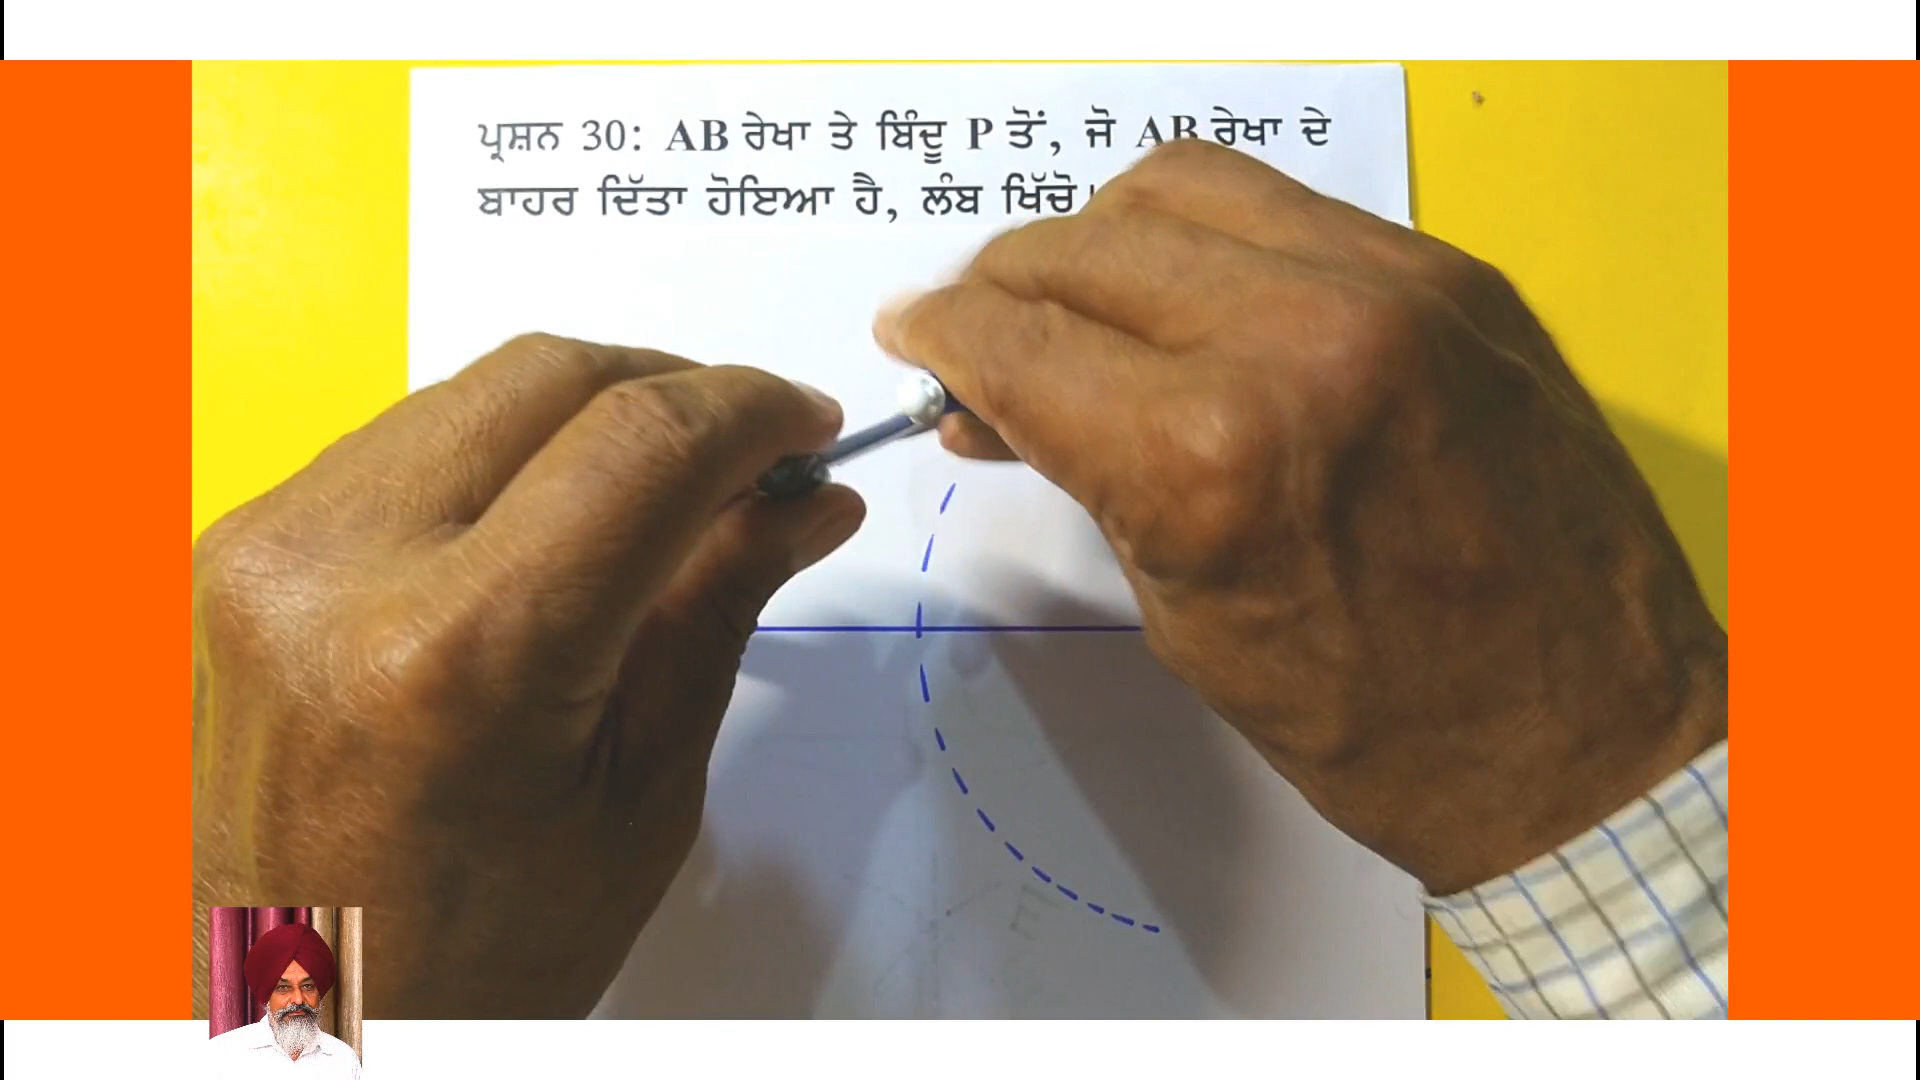 ਪ੍ਰਸ਼ਨ 30: AB ਰੇਖਾ ਤੇ ਬਿੰਦੂ P ਤੋਂ, ਜੋ AB ਰੇਖਾ ਦੇ
ਬਾਹਰ ਦਿੱਤਾ ਹੋਇਆ ਹੈ, ਲੰਬ ਖਿੱਚੋ।